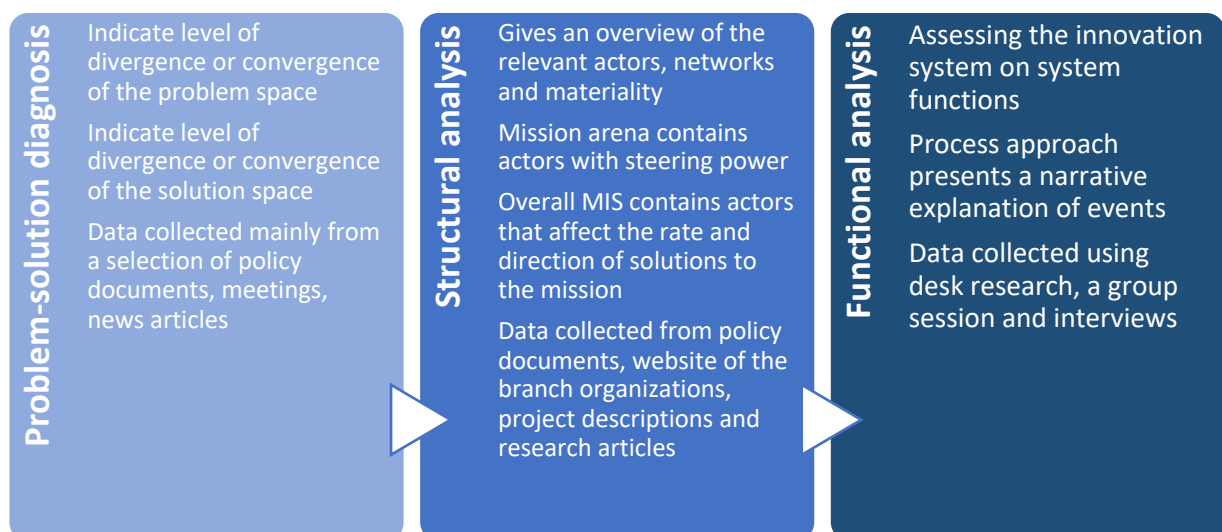 Problem-solution diagnosis
Indicate level of
divergence or convergence
of the problem space
Indicate level of
divergence or convergence
of the solution space
Data collected mainly from
a selection of policy
documents, meetings,
news articles
Structural analysis
Gives an overview of the
relevant actors, networks
and materiality
Mission arena contains
actors with steering power
Overall MIS contains actors
that affect the rate and
direction of solutions to
the mission
Data collected from policy
documents, website of the
branch organizations,
project descriptions and
research articles
Functional analysis
Assessing the innovation
system on system
functions
Process approach
presents a narrative
explanation of events
Data collected using
desk research, a group
session and interviews